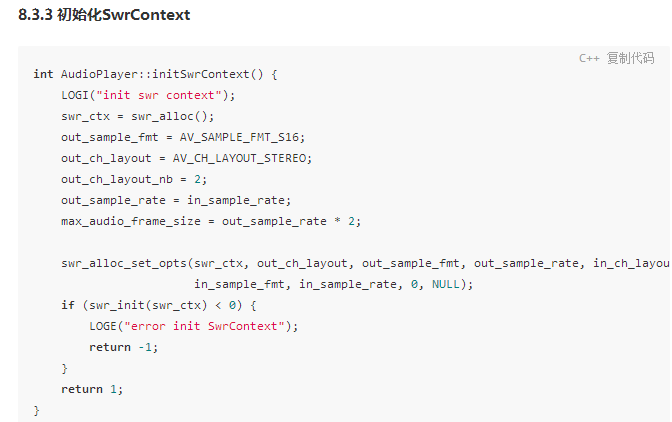 8.3.3 初始化SwrContext
C++ 复制代码
int AudioPlayer::initSwrContext() {
    LOGI("init swr context");
    swr_ctx = swr_alloc();
    out_sample_fmt = AV_SAMPLE_FMT_S16;
    out_ch_layout = AV_CH_LAYOUT_STEREO;
    out_ch_layout_nb = 2;
    out_sample_rate = in_sample_rate;
    max_audio_frame_size = out_sample_rate * 2;
    swr_alloc_set_opts(swr_ctx, out_ch_layout, out_sample_fmt, out_sample_rate, in_ch_layou
                       in_sample_fmt, in_sample_rate, 0, NULL);
    if (swr_init(swr_ctx) < 0) {
        LOGE("error init SwrContext");
        return -1;
    }
    return 1;
}